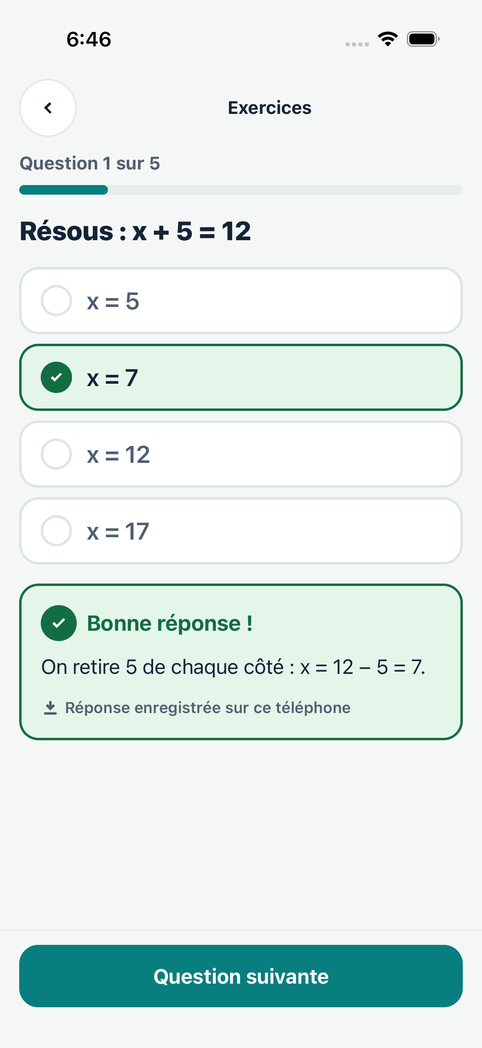 6:46
Exercices
Question 1 sur 5
Résous : x + 5 = 12
x = 5
x = 7
x = 12
x = 17
Bonne réponse !
On retire 5 de chaque côté : x = 12 − 5 = 7.
Réponse enregistrée sur ce téléphone
Question suivante